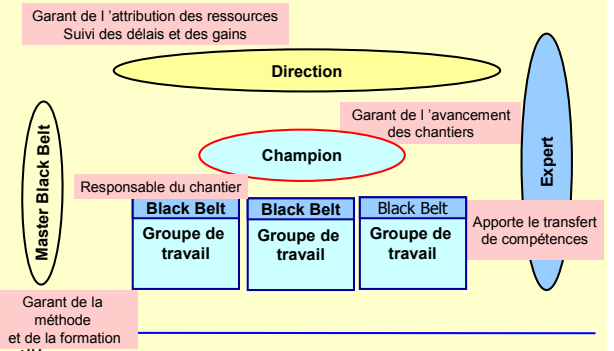 Garant de l 'attribution des ressources
Suivi des délais et des gains
Direction
Garant de l 'avancement
des chantiers
Master Black Belt
Champion
Expert
Responsable du chantier
Black Belt
Black Belt
Black Belt
Groupe de
travail
Groupe de
travail
Groupe de
travail
Apporte le transfert
de compétences
Garant de la
méthode
et de la formation